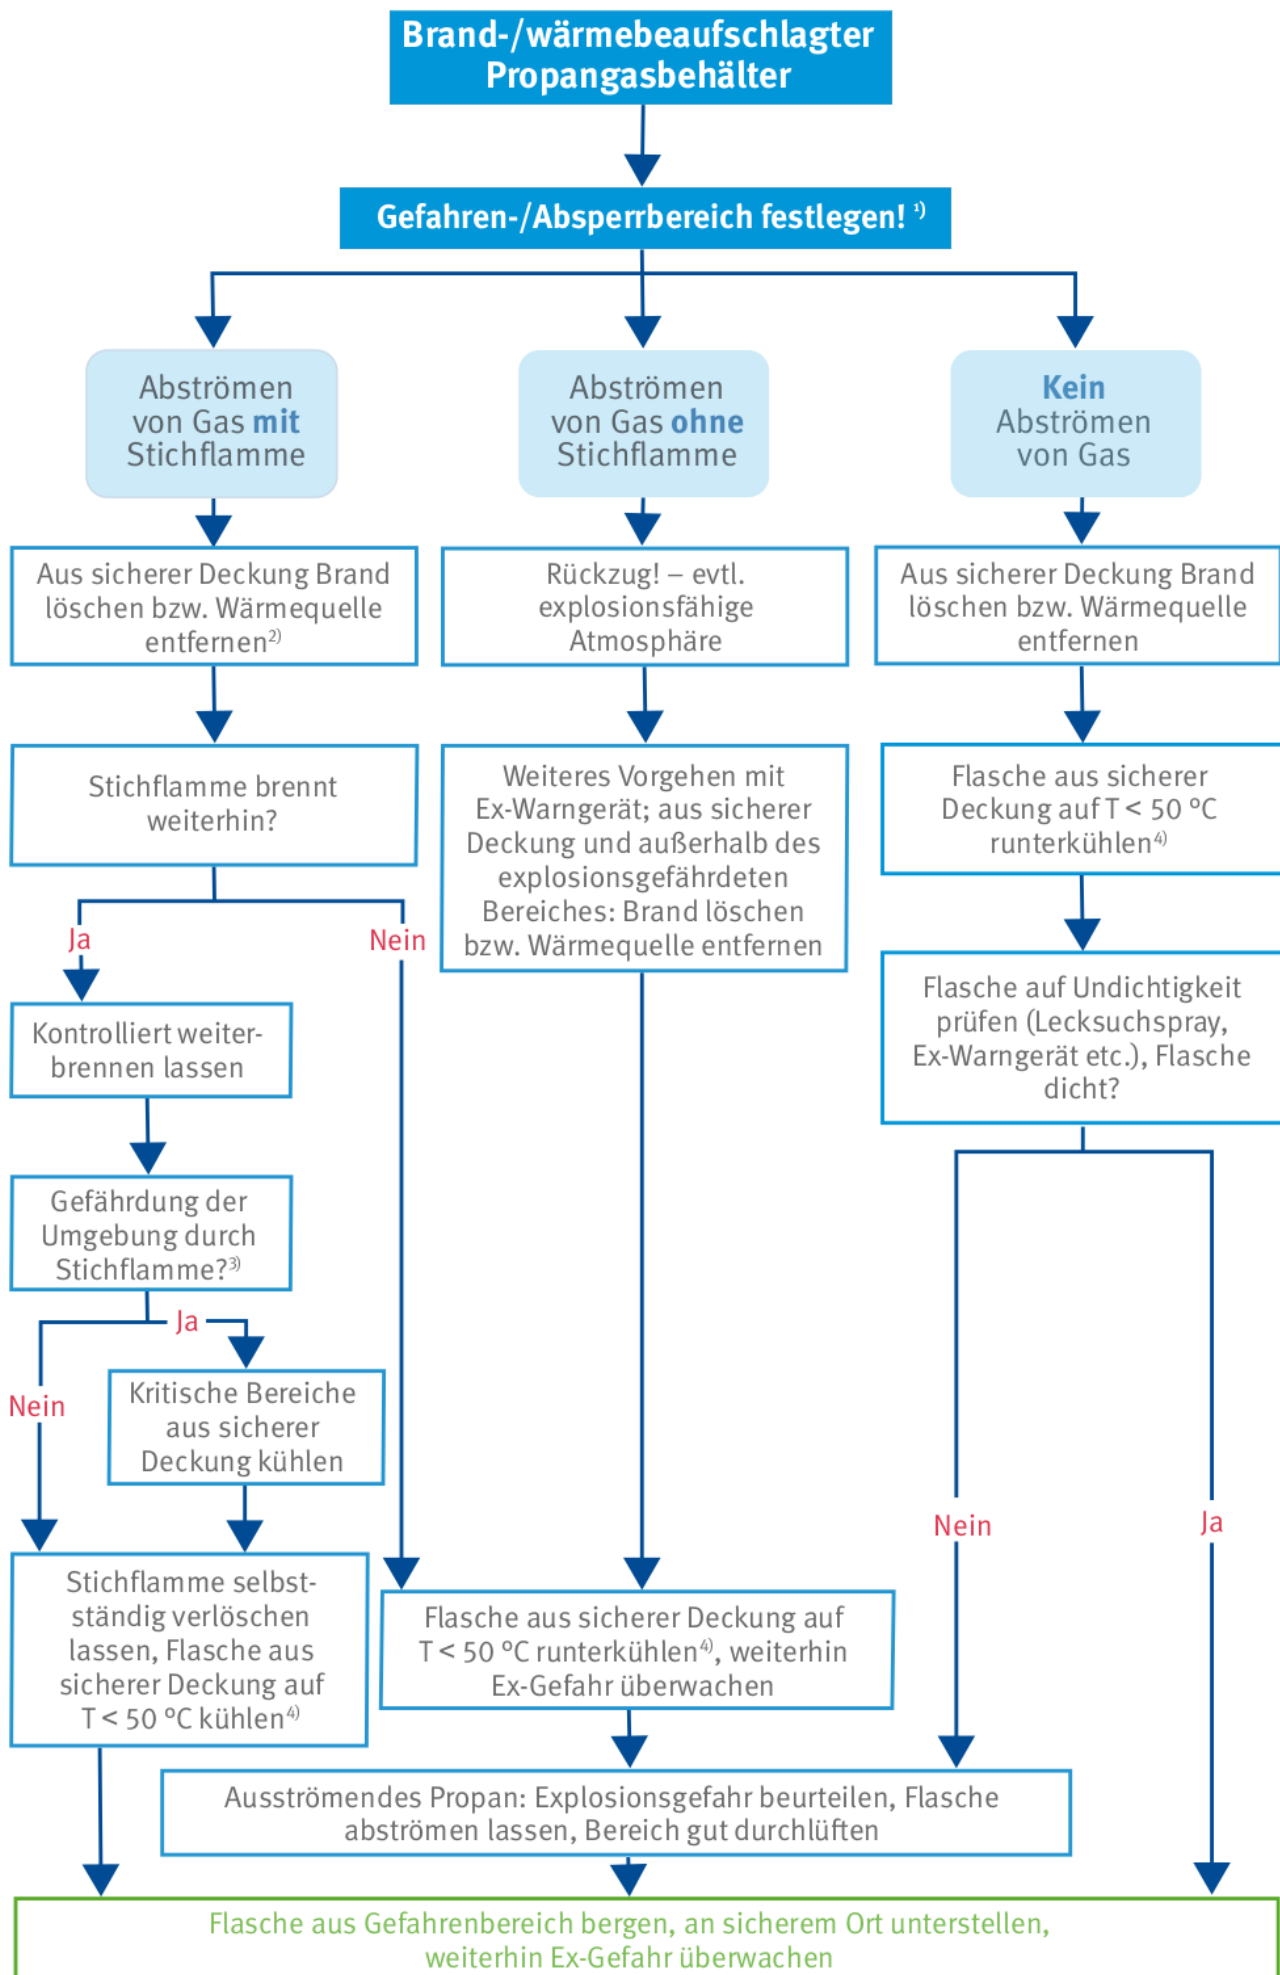 Brand-/wärmebeaufschlagter
Propangasbehälter
Gefahren-/Absperrbereich festlegen! ¹⁾
Abströmen
von Gas mit
Stichflamme
Abströmen
von Gas ohne
Stichflamme
Kein
Abströmen
von Gas
Aus sicherer Deckung Brand
löschen bzw. Wärmequelle
entfernen²⁾
Rückzug! – evtl.
explosionsfähige
Atmosphäre
Aus sicherer Deckung Brand
löschen bzw. Wärmequelle
entfernen
Stichflamme brennt
weiterhin?
Weiteres Vorgehen mit
Ex-Warngerät; aus sicherer
Deckung und außerhalb des
explosionsgefährdeten
Bereiches: Brand löschen
bzw. Wärmequelle entfernen
Flasche aus sicherer
Deckung auf T < 50 °C
runterkühlen⁴⁾
Ja
Nein
Flasche auf Undichtigkeit
prüfen (Lecksuchspray,
Ex-Warngerät etc.), Flasche
dicht?
Kontrolliert weiter-
brennen lassen
Gefährdung der
Umgebung durch
Stichflamme?³⁾
Ja
Nein
Kritische Bereiche
aus sicherer
Deckung kühlen
Nein
Ja
Stichflamme selbst-
ständig verlöschen
lassen, Flasche aus
sicherer Deckung auf
T < 50 °C kühlen⁴⁾
Flasche aus sicherer Deckung auf
T < 50 °C runterkühlen⁴⁾, weiterhin
Ex-Gefahr überwachen
Ausströmendes Propan: Explosionsgefahr beurteilen, Flasche
abströmen lassen, Bereich gut durchlüften
Flasche aus Gefahrenbereich bergen, an sicherem Ort unterstellen,
weiterhin Ex-Gefahr überwachen